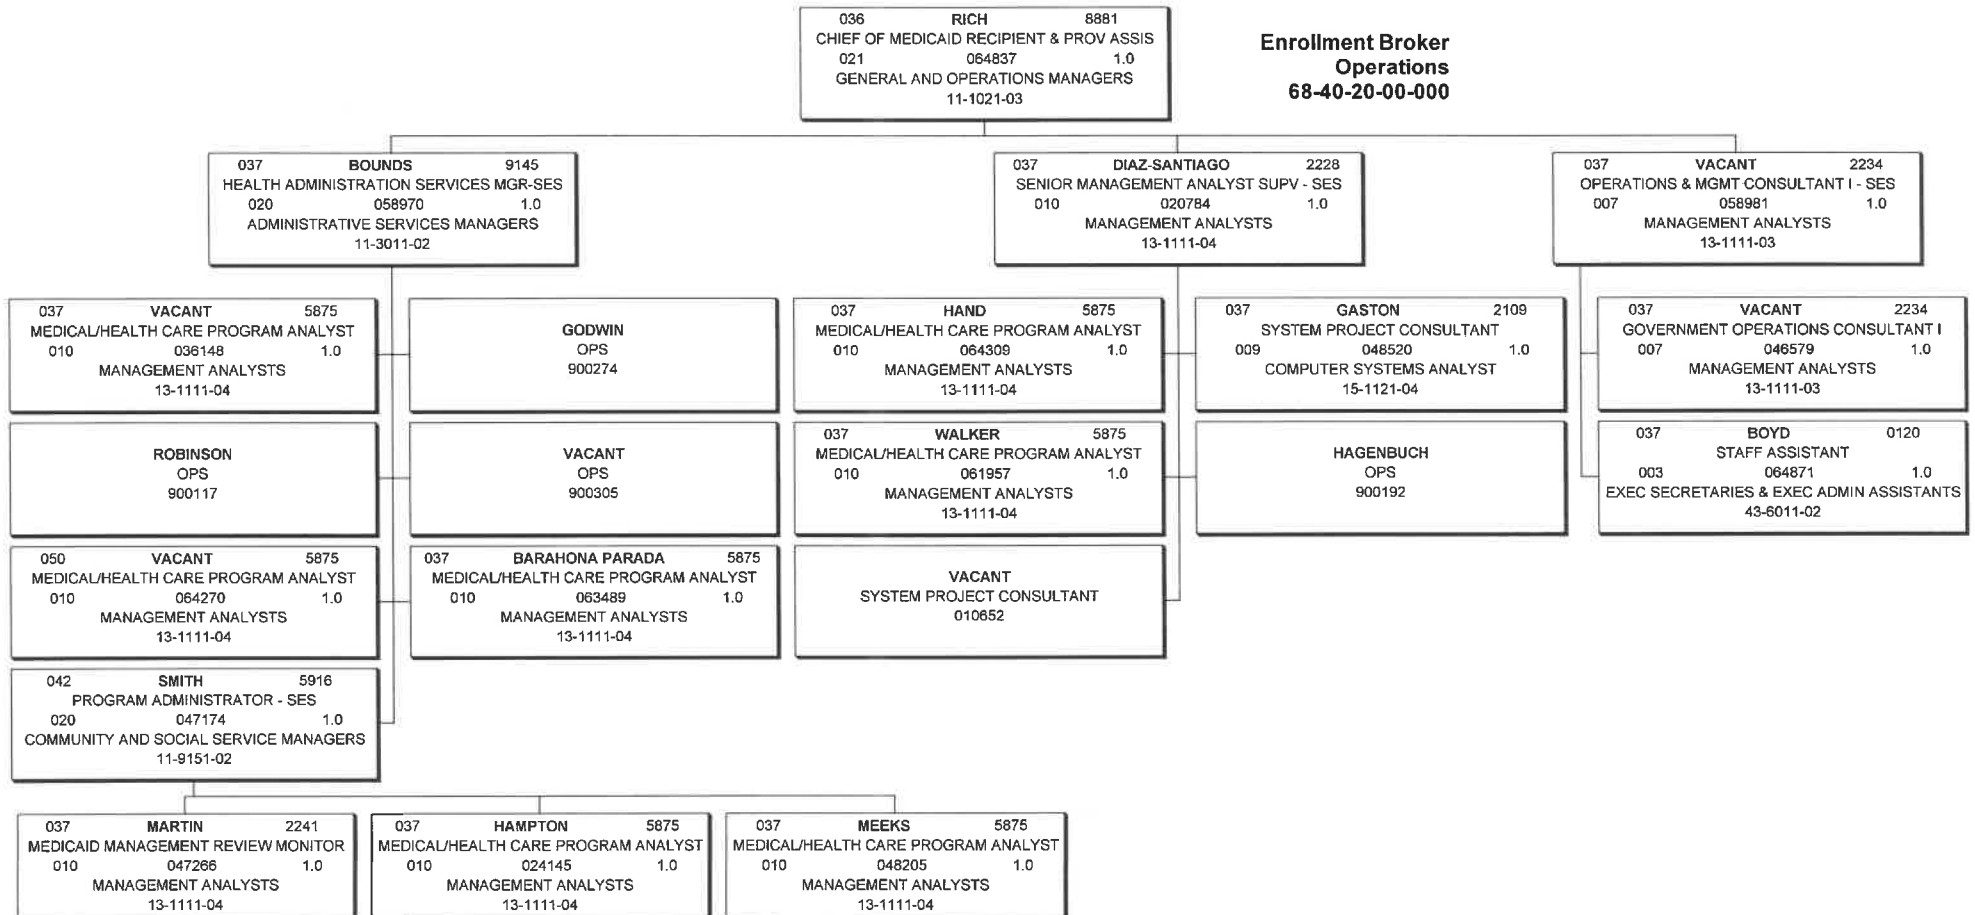 036 RICH 8881
CHIEF OF MEDICAID RECIPIENT & PROV ASSIS
021 064837 1.0
GENERAL AND OPERATIONS MANAGERS
11-1021-03
Enrollment Broker
Operations
68-40-20-00-000
037 BOUNDS 9145
HEALTH ADMINISTRATION SERVICES MGR-SES
020 058970 1.0
ADMINISTRATIVE SERVICES MANAGERS
11-3011-02
037 DIAZ-SANTIAGO 2228
SENIOR MANAGEMENT ANALYST SUPV - SES
010 020784 1.0
MANAGEMENT ANALYSTS
13-1111-04
037 VACANT 2234
OPERATIONS & MGMT CONSULTANT I - SES
007 058981 1.0
MANAGEMENT ANALYSTS
13-1111-03
037 VACANT 5875
MEDICAL/HEALTH CARE PROGRAM ANALYST
010 036148 1.0
MANAGEMENT ANALYSTS
13-1111-04
GODWIN
OPS
900274
037 HAND 5875
MEDICAL/HEALTH CARE PROGRAM ANALYST
010 064309 1.0
MANAGEMENT ANALYSTS
13-1111-04
037 GASTON 2109
SYSTEM PROJECT CONSULTANT
009 048520 1.0
COMPUTER SYSTEMS ANALYST
15-1121-04
037 VACANT 2234
GOVERNMENT OPERATIONS CONSULTANT I
007 046579 1.0
MANAGEMENT ANALYSTS
13-1111-03
ROBINSON
OPS
900117
VACANT
OPS
900305
037 WALKER 5875
MEDICAL/HEALTH CARE PROGRAM ANALYST
010 061957 1.0
MANAGEMENT ANALYSTS
13-1111-04
HAGENBUCH
OPS
900192
037 BOYD 0120
STAFF ASSISTANT
003 064871 1.0
EXEC SECRETARIES & EXEC ADMIN ASSISTANTS
43-6011-02
050 VACANT 5875
MEDICAL/HEALTH CARE PROGRAM ANALYST
010 064270 1.0
MANAGEMENT ANALYSTS
13-1111-04
037 BARAHONA PARADA 5875
MEDICAL/HEALTH CARE PROGRAM ANALYST
010 063489 1.0
MANAGEMENT ANALYSTS
13-1111-04
VACANT
SYSTEM PROJECT CONSULTANT
010652
042 SMITH 5916
PROGRAM ADMINISTRATOR - SES
020 047174 1.0
COMMUNITY AND SOCIAL SERVICE MANAGERS
11-9151-02
037 MARTIN 2241
MEDICAID MANAGEMENT REVIEW MONITOR
010 047266 1.0
MANAGEMENT ANALYSTS
13-1111-04
037 HAMPTON 5875
MEDICAL/HEALTH CARE PROGRAM ANALYST
010 024145 1.0
MANAGEMENT ANALYSTS
13-1111-04
037 MEEKS 5875
MEDICAL/HEALTH CARE PROGRAM ANALYST
010 048205 1.0
MANAGEMENT ANALYSTS
13-1111-04